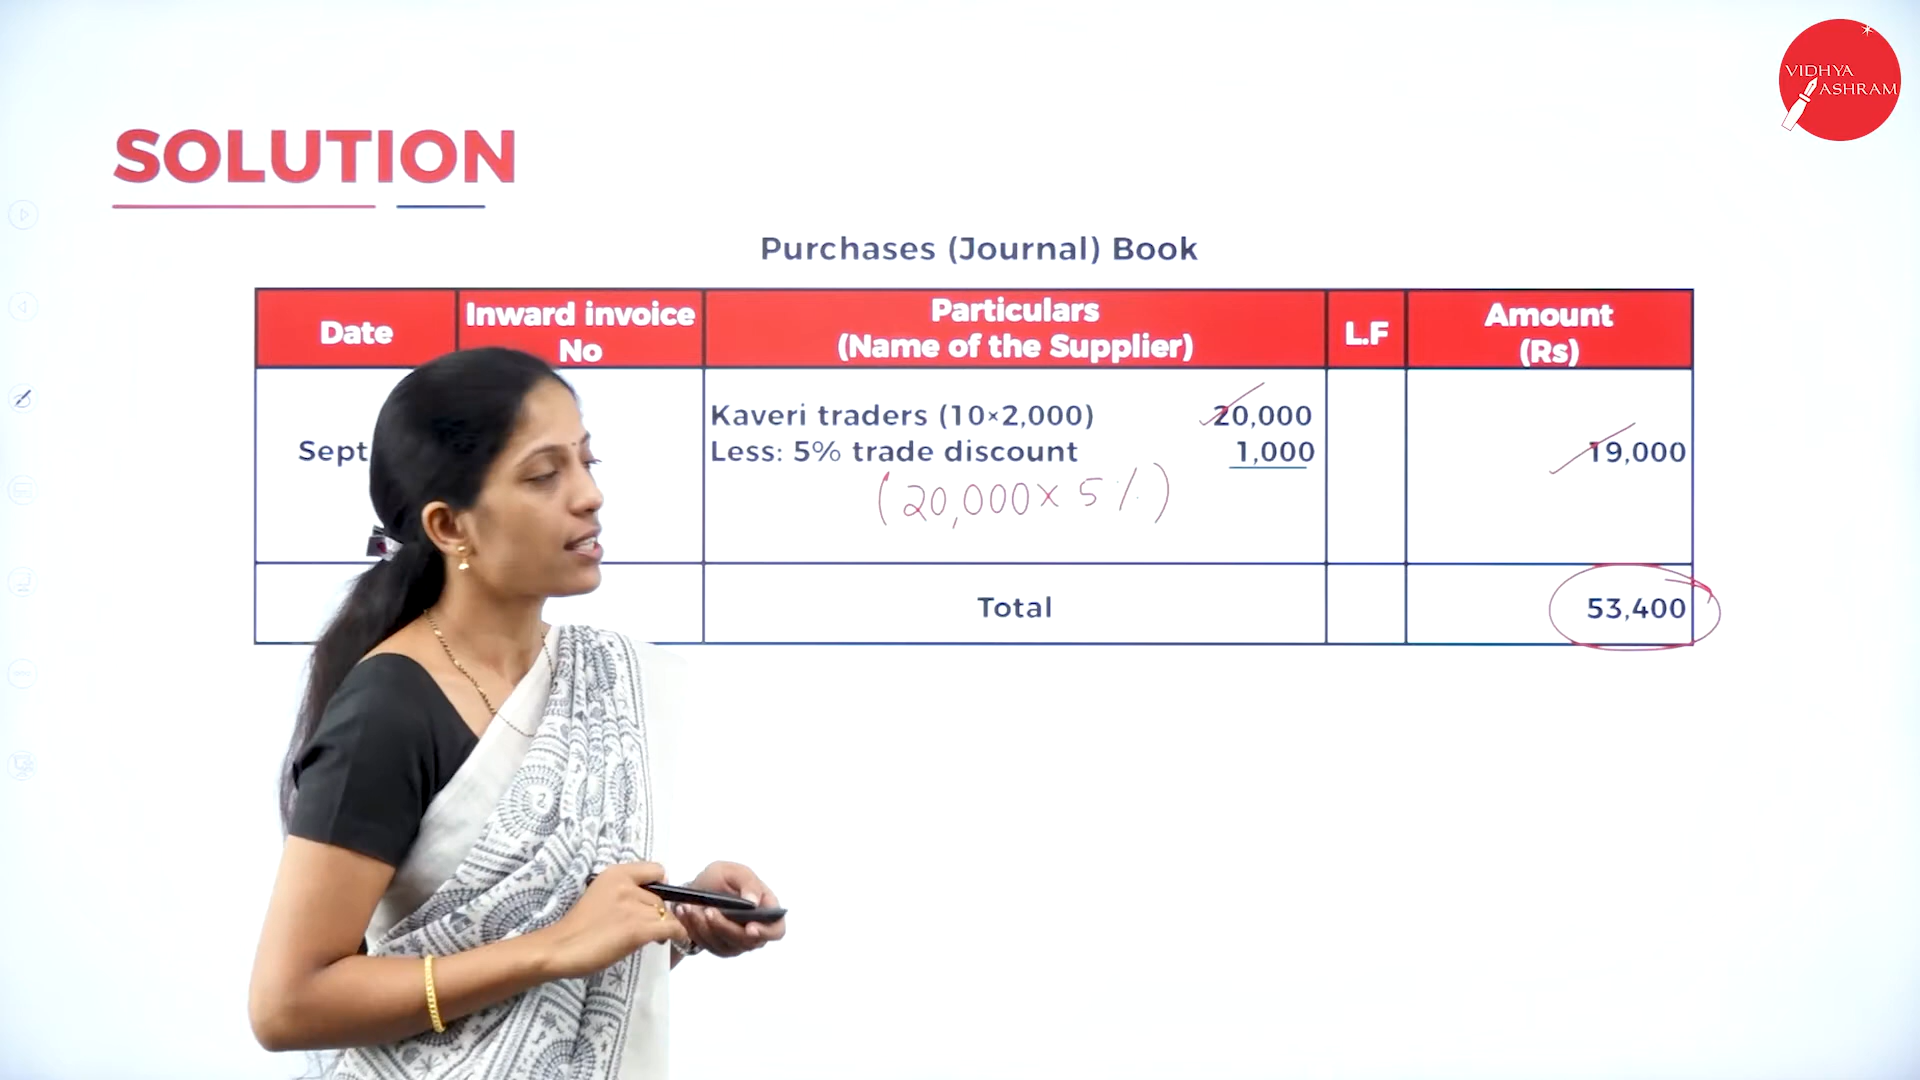 VIDHYA
ASHRAM
SOLUTION
Purchases (Journal) Book
Date
Inward invoice
No
Particulars
(Name of the Supplier)
L.F
Amount
(Rs)
Sept
Kaveri traders (10×2,000) 20,000
Less: 5% trade discount 1,000
19,000
(20,000 x 5%)
Total
53,400